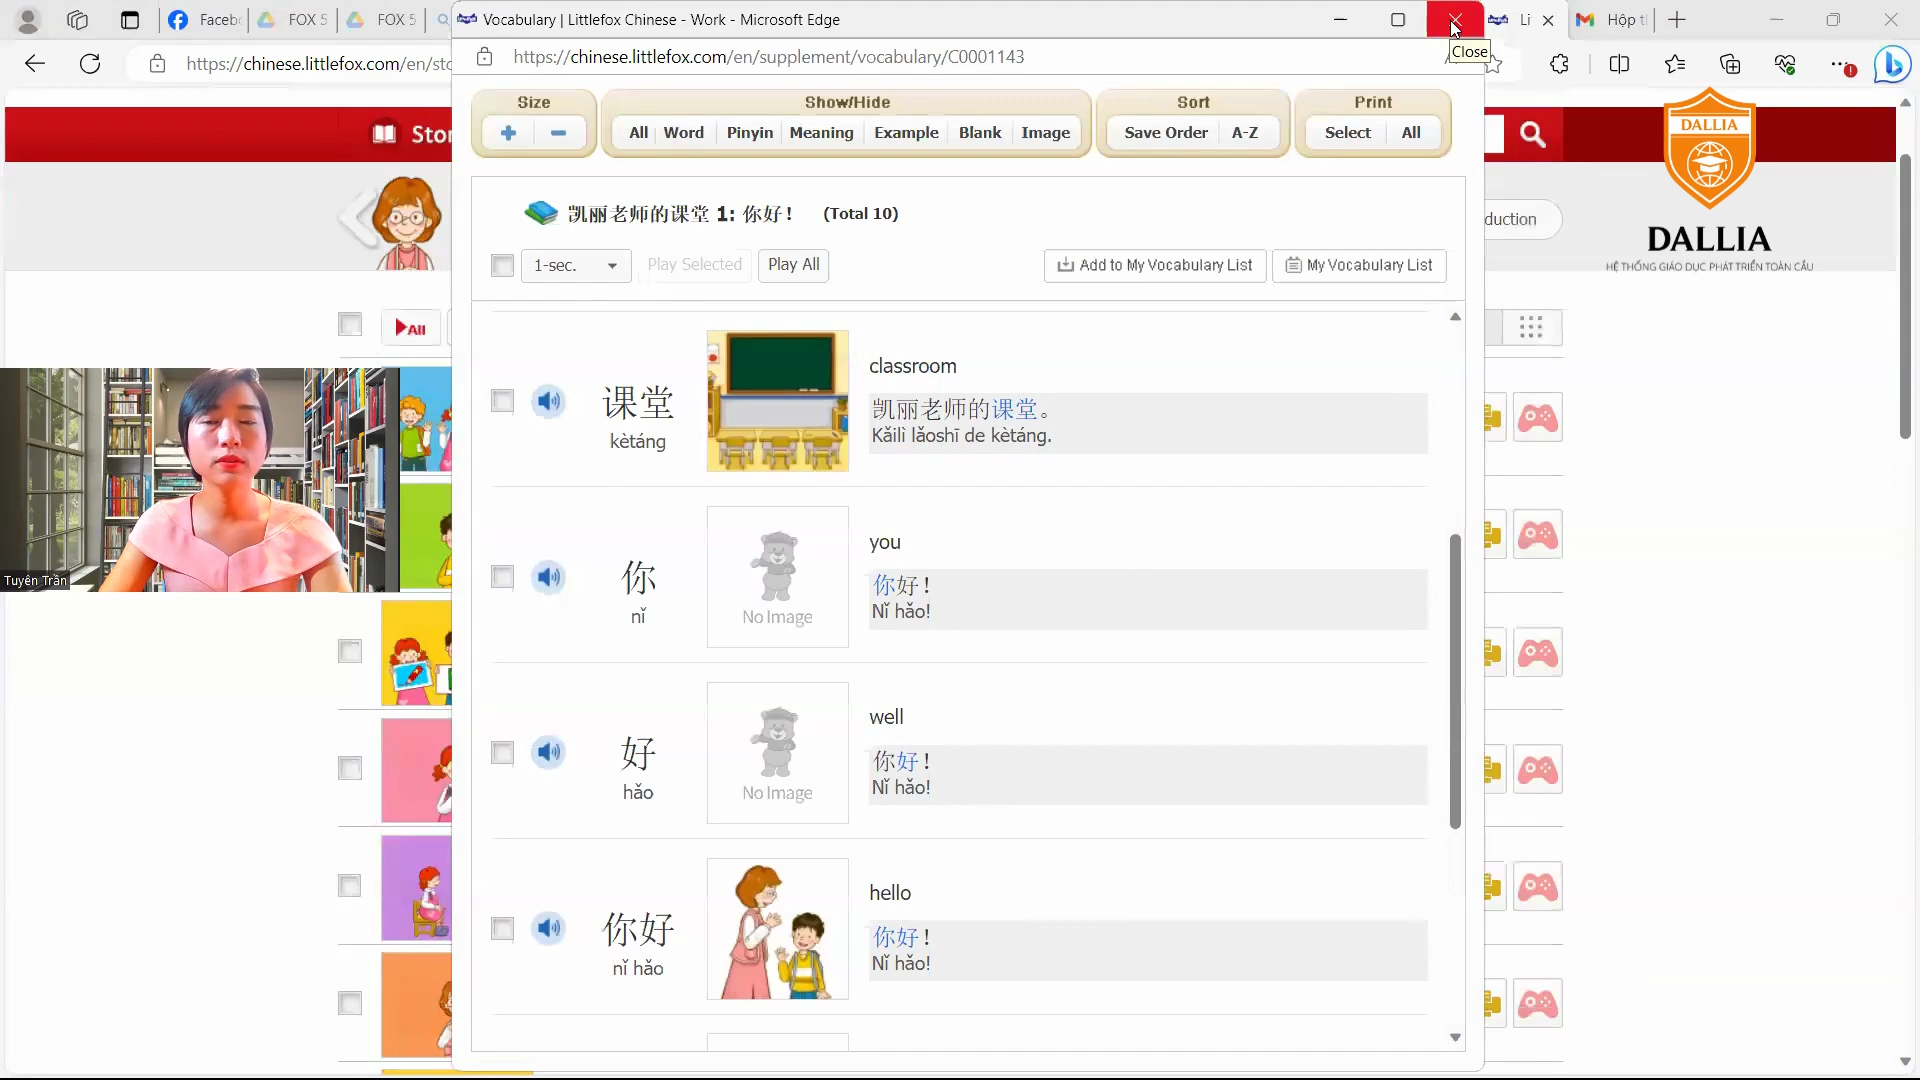 Faceb
FOX 5
FOX 5
Vocabulary | Littlefox Chinese - Work - Microsoft Edge
Li
Hộp t
https://chinese.littlefox.com/en/sto
https://chinese.littlefox.com/en/supplement/vocabulary/C0001143
Close
Stor
Size
Show/Hide
Sort
Print
All
Word
Pinyin
Meaning
Example
Blank
Image
Save Order
A-Z
Select
All
DALLIA
DALLIA
HỆ THỐNG GIÁO DỤC PHÁT TRIỂN TOÀN CẦU
duction
凯丽老师的课堂 1: 你好！ (Total 10)
1-sec.
Play Selected
Play All
Add to My Vocabulary List
My Vocabulary List
All
课堂
kètáng
classroom
凯丽老师的课堂。
Kǎilì lǎoshī de kètáng.
你
nǐ
No Image
you
你好！
Nǐ hǎo!
Tuyên Trần
好
hǎo
No Image
well
你好！
Nǐ hǎo!
你好
nǐ hǎo
hello
你好！
Nǐ hǎo!